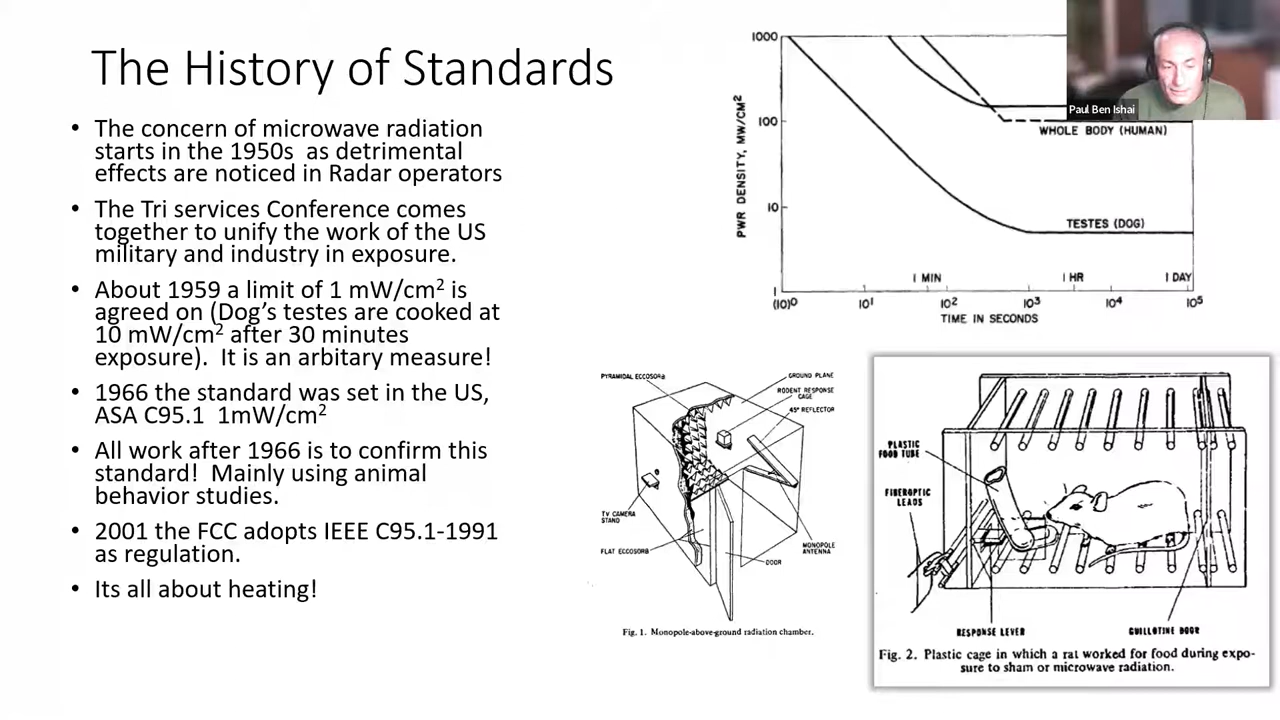 The History of Standards
• The concern of microwave radiation
starts in the 1950s as detrimental
effects are noticed in Radar operators
• The Tri services Conference comes
together to unify the work of the US
military and industry in exposure.
• About 1959 a limit of 1 mW/cm² is
agreed on (Dog's testes are cooked at
10 mW/cm² after 30 minutes
exposure). It is an arbitary measure!
• 1966 the standard was set in the US,
ASA C95.1 1mW/cm²
• All work after 1966 is to confirm this
standard! Mainly using animal
behavior studies.
• 2001 the FCC adopts IEEE C95.1-1991
as regulation.
• Its all about heating!
PWR DENSITY, MW/CM²
1000
100
10
1
WHOLE BODY (HUMAN)
TESTES (DOG)
1 MIN
1 HR
1 DAY
(10)⁰
10¹
10²
10³
10⁴
10⁵
TIME IN SECONDS
Paul Ben Ishai
PYRAMIDAL ECCOSORB
GROUND PLANE
RODENT RESPONSE
CAGE
45° REFLECTOR
TV CAMERA
STAND
FLAT ECCOSORB
DOOR
MONOPOLE
ANTENNA
Fig. 1. Monopole-above-ground radiation chamber.
PLASTIC
FOOD TUBE
FIBEROPTIC
LEADS
RESPONSE LEVER
GUILLOTINE DOOR
Fig. 2. Plastic cage in which a rat worked for food during expo-
sure to sham or microwave radiation.